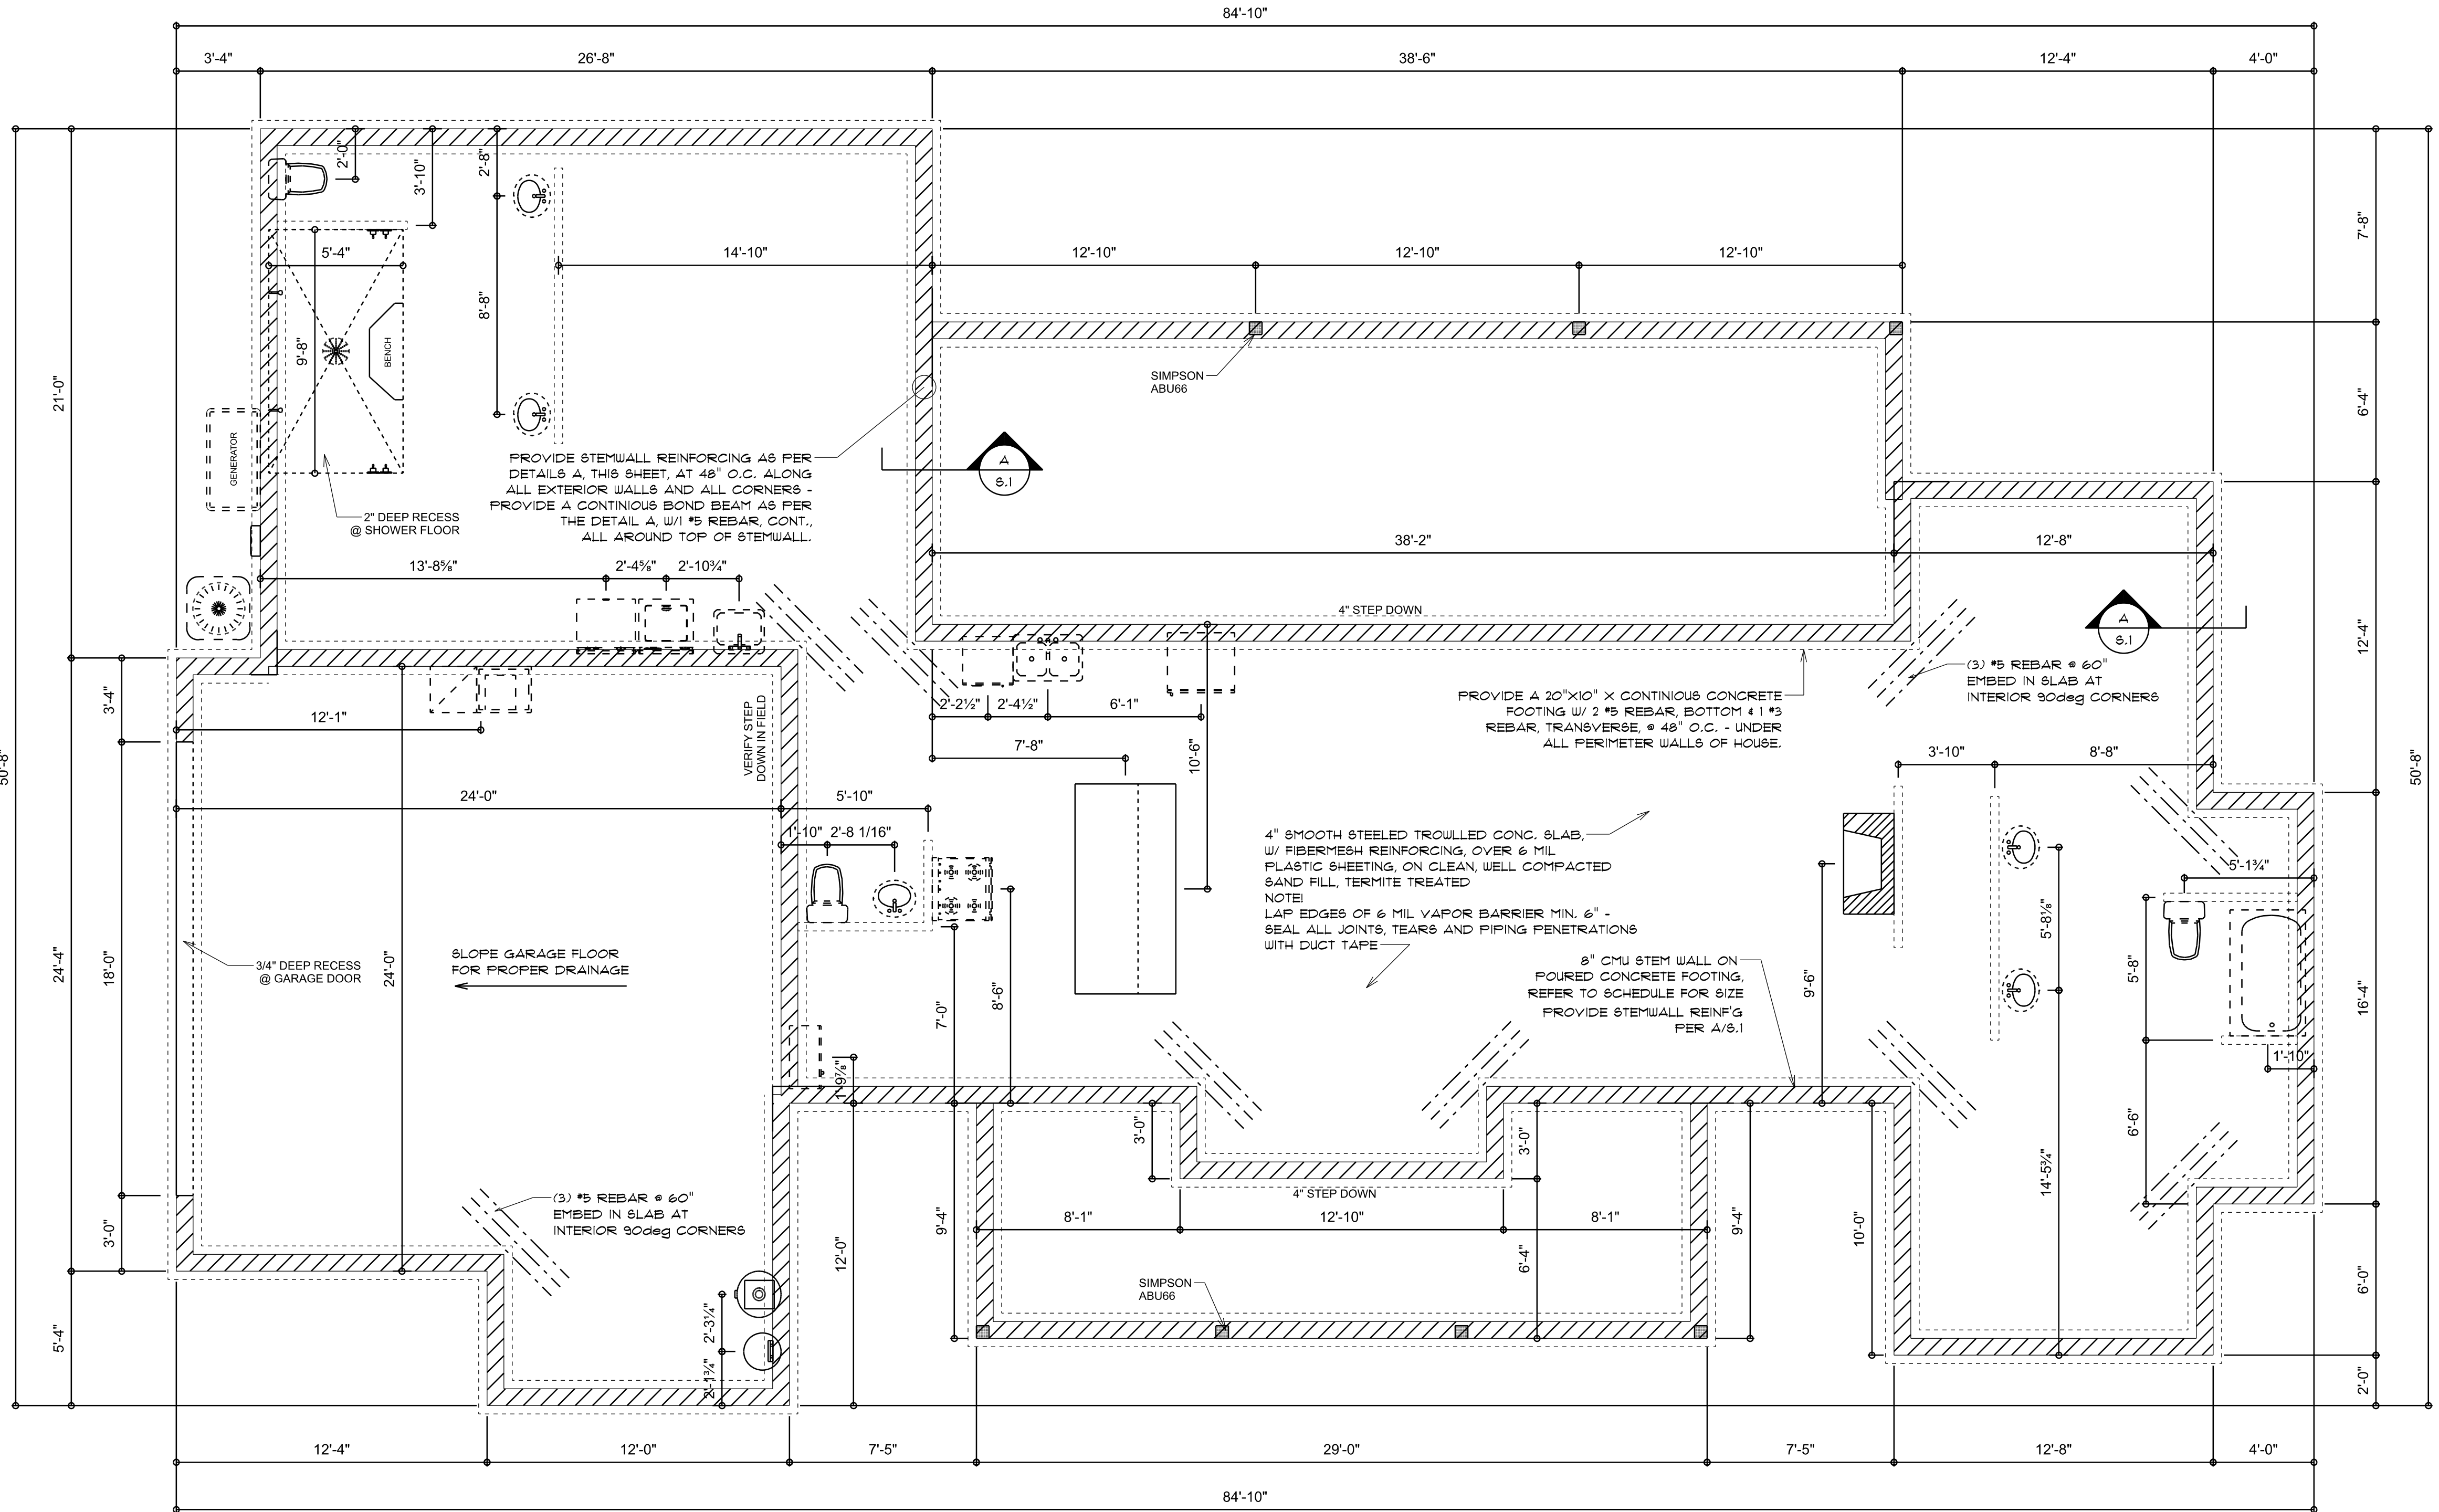 84'-10"
3'-4"
26'-8"
38'-6"
12'-4"
4'-0"
2'-0"
3'-10"
2'-8"
7'-8"
5'-4"
14'-10"
12'-10"
12'-10"
12'-10"
8'-8"
9'-8"
BENCH
21'-0"
SIMPSON
ABU66
6'-4"
GENERATOR
A
S.1
PROVIDE STEMWALL REINFORCING AS PER
DETAILS A, THIS SHEET, AT 48" O.C. ALONG
ALL EXTERIOR WALLS AND ALL CORNERS -
PROVIDE A CONTINIOUS BOND BEAM AS PER
THE DETAIL A, W/1 #5 REBAR, CONT.,
ALL AROUND TOP OF STEMWALL.
2" DEEP RECESS
@ SHOWER FLOOR
38'-2"
12'-8"
13'-8⅝"
2'-4⅝"
2'-10¾"
4" STEP DOWN
A
S.1
12'-4"
(3) #5 REBAR @ 60"
EMBED IN SLAB AT
INTERIOR 90deg CORNERS
3'-4"
12'-1"
VERIFY STEP
DOWN IN FIELD
2'-2½"
2'-4½"
6'-1"
PROVIDE A 20"X10" X CONTINIOUS CONCRETE
FOOTING W/ 2 #5 REBAR, BOTTOM & 1 #3
REBAR, TRANSVERSE, @ 48" O.C. - UNDER
ALL PERIMETER WALLS OF HOUSE.
7'-8"
10'-6"
3'-10"
8'-8"
50'-8"
50'-8"
24'-0"
5'-10"
1'-10"
2'-8 1/16"
4" SMOOTH STEELED TROWLLED CONC. SLAB,
W/ FIBERMESH REINFORCING, OVER 6 MIL
PLASTIC SHEETING, ON CLEAN, WELL COMPACTED
SAND FILL, TERMITE TREATED
NOTE!
LAP EDGES OF 6 MIL VAPOR BARRIER MIN. 6" -
SEAL ALL JOINTS, TEARS AND PIPING PENETRATIONS
WITH DUCT TAPE
5'-1¾"
5'-8⅛"
5'-8"
24'-4"
18'-0"
3/4" DEEP RECESS
@ GARAGE DOOR
24'-0"
SLOPE GARAGE FLOOR
FOR PROPER DRAINAGE
7'-0"
8'-6"
8" CMU STEM WALL ON
POURED CONCRETE FOOTING,
REFER TO SCHEDULE FOR SIZE
PROVIDE STEMWALL REINF'G
PER A/S.1
9'-6"
16'-4"
1'-10"
1'-9⅞"
3'-0"
3'-0"
6'-6"
14'-5¾"
3'-0"
(3) #5 REBAR @ 60"
EMBED IN SLAB AT
INTERIOR 90deg CORNERS
4" STEP DOWN
8'-1"
12'-10"
8'-1"
9'-4"
9'-4"
10'-0"
12'-0"
6'-4"
6'-0"
SIMPSON
ABU66
2'-3¼"
2'-1¾"
5'-4"
2'-0"
12'-4"
12'-0"
7'-5"
29'-0"
7'-5"
12'-8"
4'-0"
84'-10"